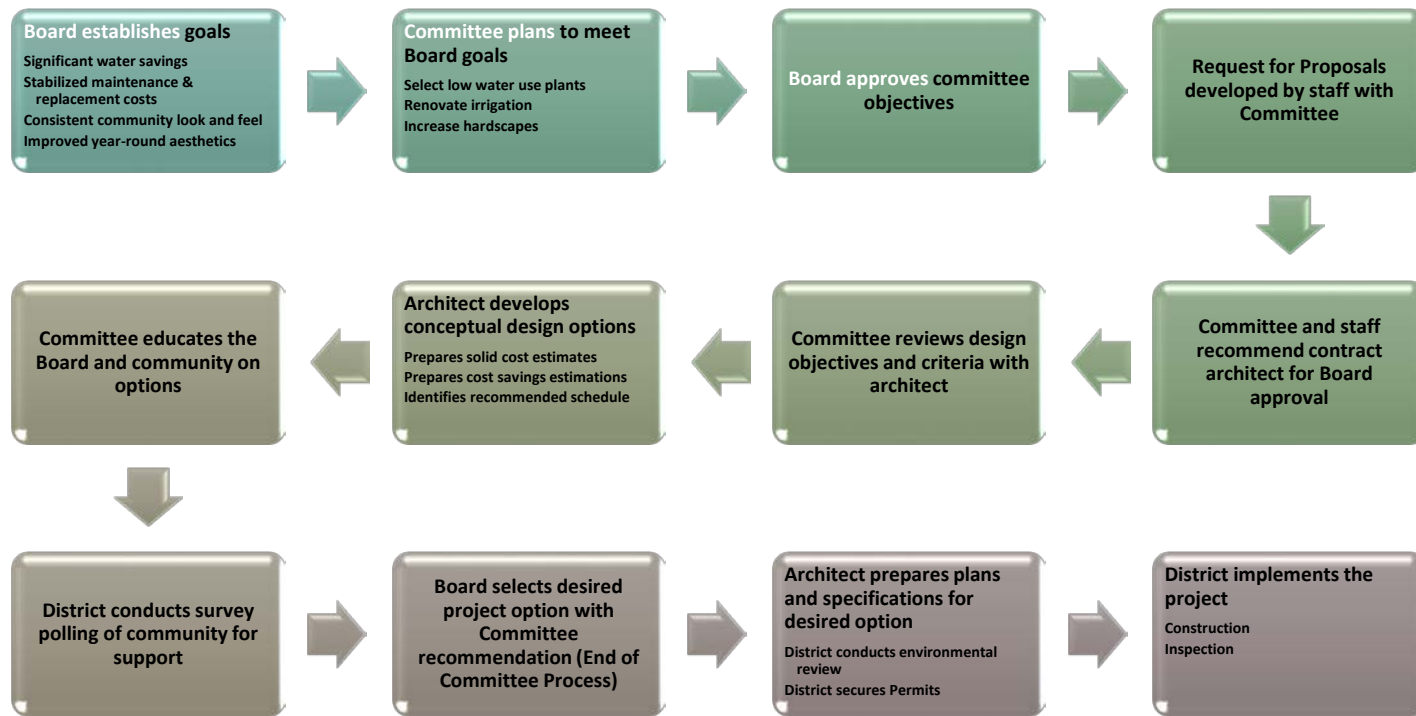 Board establishes goals
Significant water savings
Stabilized maintenance &
replacement costs
Consistent community look and feel
Improved year-round aesthetics
Committee plans to meet
Board goals
Select low water use plants
Renovate irrigation
Increase hardscapes
Board approves committee
objectives
Request for Proposals
developed by staff with
Committee
Committee and staff
recommend contract
architect for Board
approval
Committee reviews design
objectives and criteria with
architect
Architect develops
conceptual design options
Prepares solid cost estimates
Prepares cost savings estimations
Identifies recommended schedule
Committee educates the
Board and community on
options
District conducts survey
polling of community for
support
Board selects desired
project option with
Committee
recommendation (End of
Committee Process)
Architect prepares plans
and specifications for
desired option
District conducts environmental
review
District secures Permits
District implements the
project
Construction
Inspection